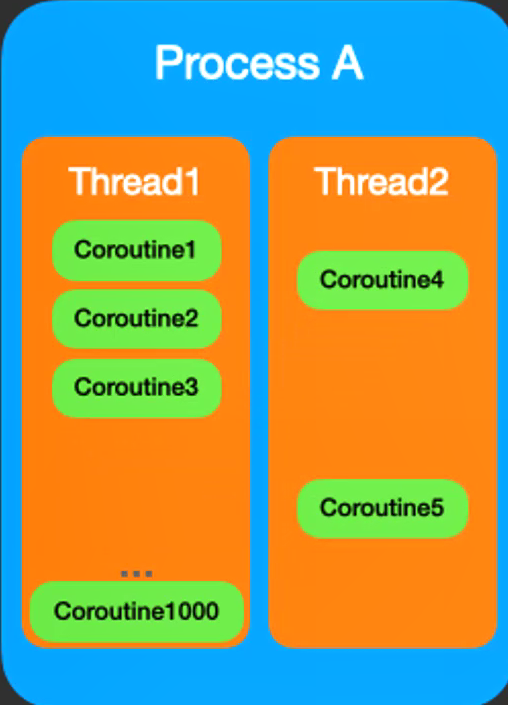 Process A
Thread1
Coroutine1
Coroutine2
Coroutine3
...
Coroutine1000
Thread2
Coroutine4
Coroutine5